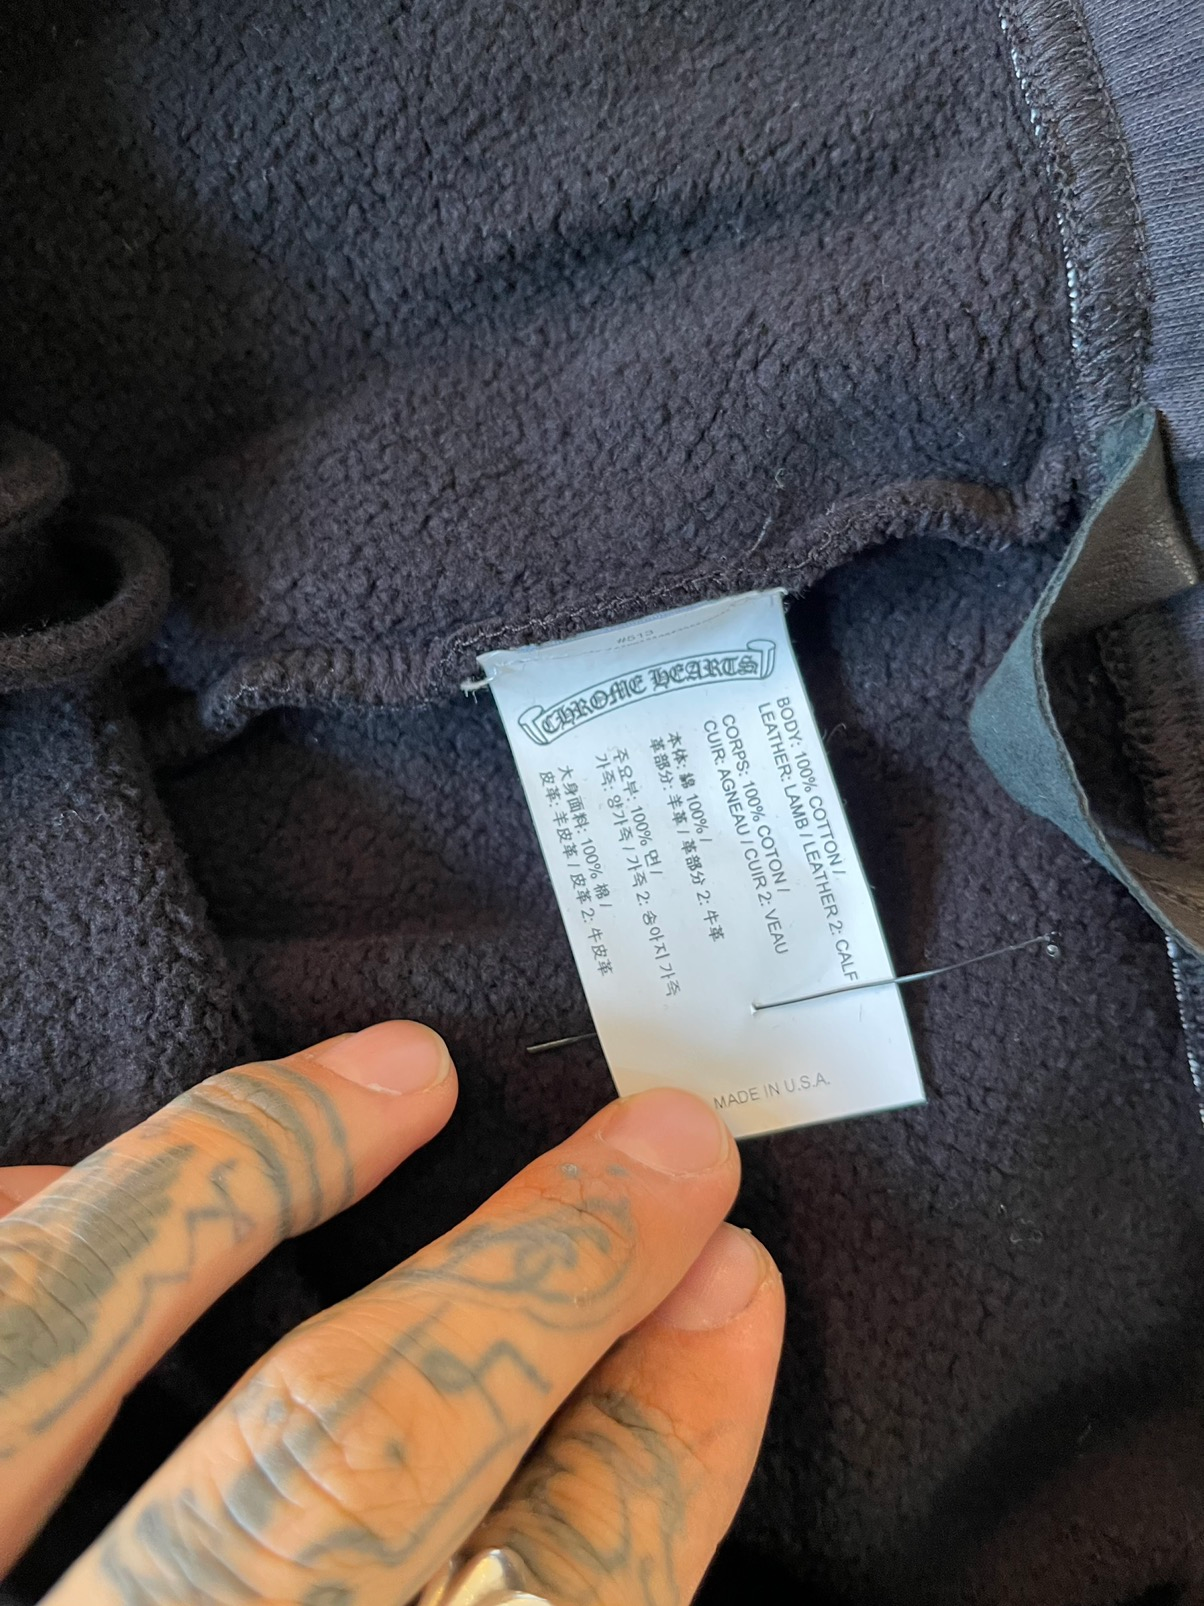 #513
CHROME HEARTS
BODY: 100% COTTON /
LEATHER: LAMB / LEATHER 2: CALF
CORPS: 100% COTON /
CUIR: AGNEAU / CUIR 2: VEAU
本体: 綿 100% /
革部分: 羊革 / 革部分 2: 牛革
주요부: 100% 면 /
가죽: 양가죽 / 가죽 2: 송아지 가죽
大身面料: 100% 棉 /
皮革: 羊皮革 / 皮革 2: 牛皮革
MADE IN U.S.A.